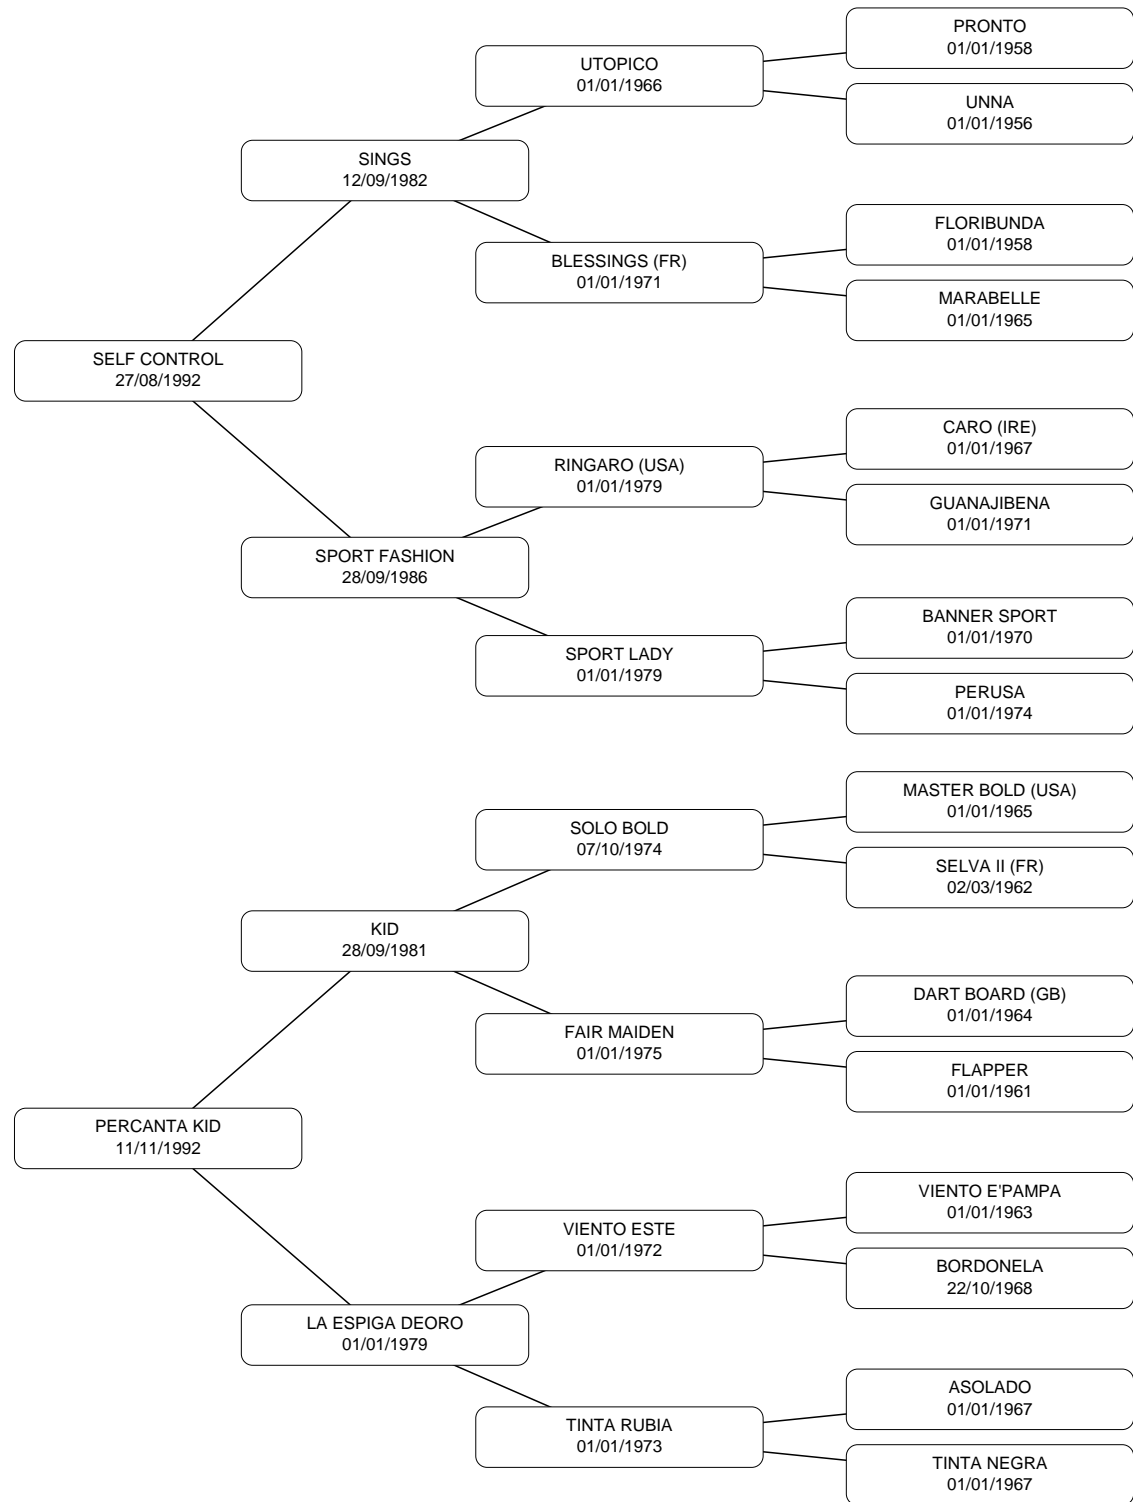 PRONTO
01/01/1958
UTOPICO
01/01/1966
UNNA
01/01/1956
SINGS
12/09/1982
FLORIBUNDA
01/01/1958
BLESSINGS (FR)
01/01/1971
MARABELLE
01/01/1965
SELF CONTROL
27/08/1992
CARO (IRE)
01/01/1967
RINGARO (USA)
01/01/1979
GUANAJIBENA
01/01/1971
SPORT FASHION
28/09/1986
BANNER SPORT
01/01/1970
SPORT LADY
01/01/1979
PERUSA
01/01/1974
MASTER BOLD (USA)
01/01/1965
SOLO BOLD
07/10/1974
SELVA II (FR)
02/03/1962
KID
28/09/1981
DART BOARD (GB)
01/01/1964
FAIR MAIDEN
01/01/1975
FLAPPER
01/01/1961
PERCANTA KID
11/11/1992
VIENTO E'PAMPA
01/01/1963
VIENTO ESTE
01/01/1972
BORDONELA
22/10/1968
LA ESPIGA DEORO
01/01/1979
ASOLADO
01/01/1967
TINTA RUBIA
01/01/1973
TINTA NEGRA
01/01/1967